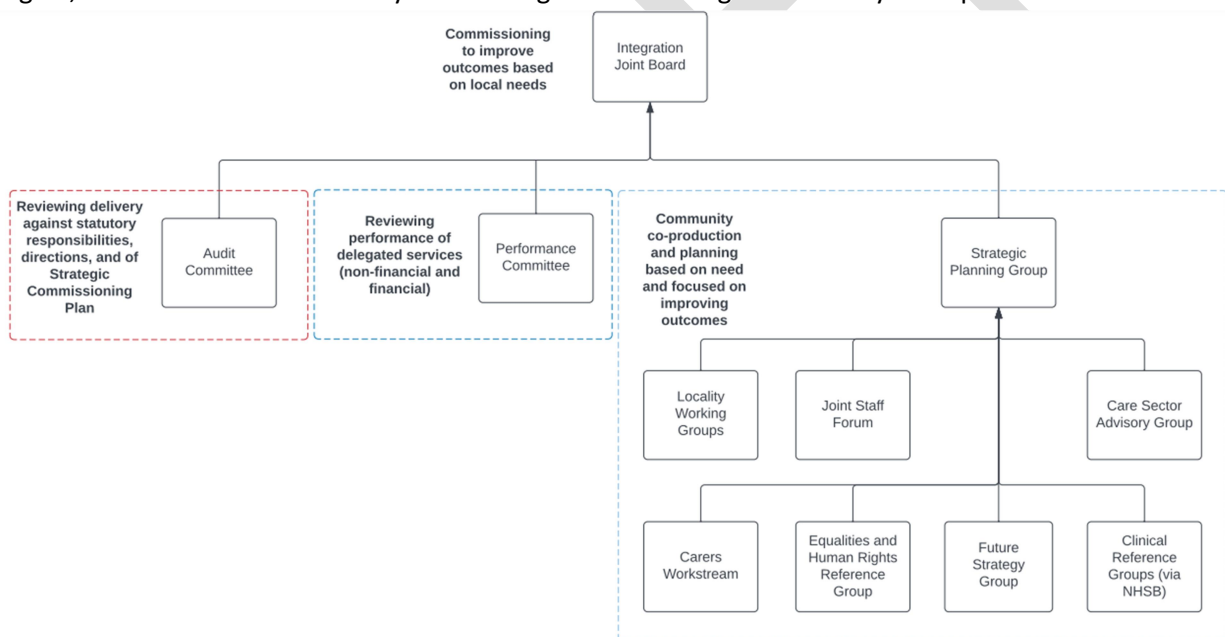 Commissioning
to improve
outcomes based
on local needs
Integration
Joint Board
Reviewing delivery
against statutory
responsibilities,
directions, and of
Strategic
Commissioning
Plan
Audit
Committee
Reviewing
performance of
delegated services
(non-financial and
financial)
Performance
Committee
Community
co-production
and planning
based on need
and focused on
improving
outcomes
Strategic
Planning Group
Locality
Working
Groups
Joint Staff
Forum
Care Sector
Advisory Group
Carers
Workstream
Equalities and
Human Rights
Reference
Group
Future
Strategy
Group
Clinical
Reference
Groups (via
NHSB)